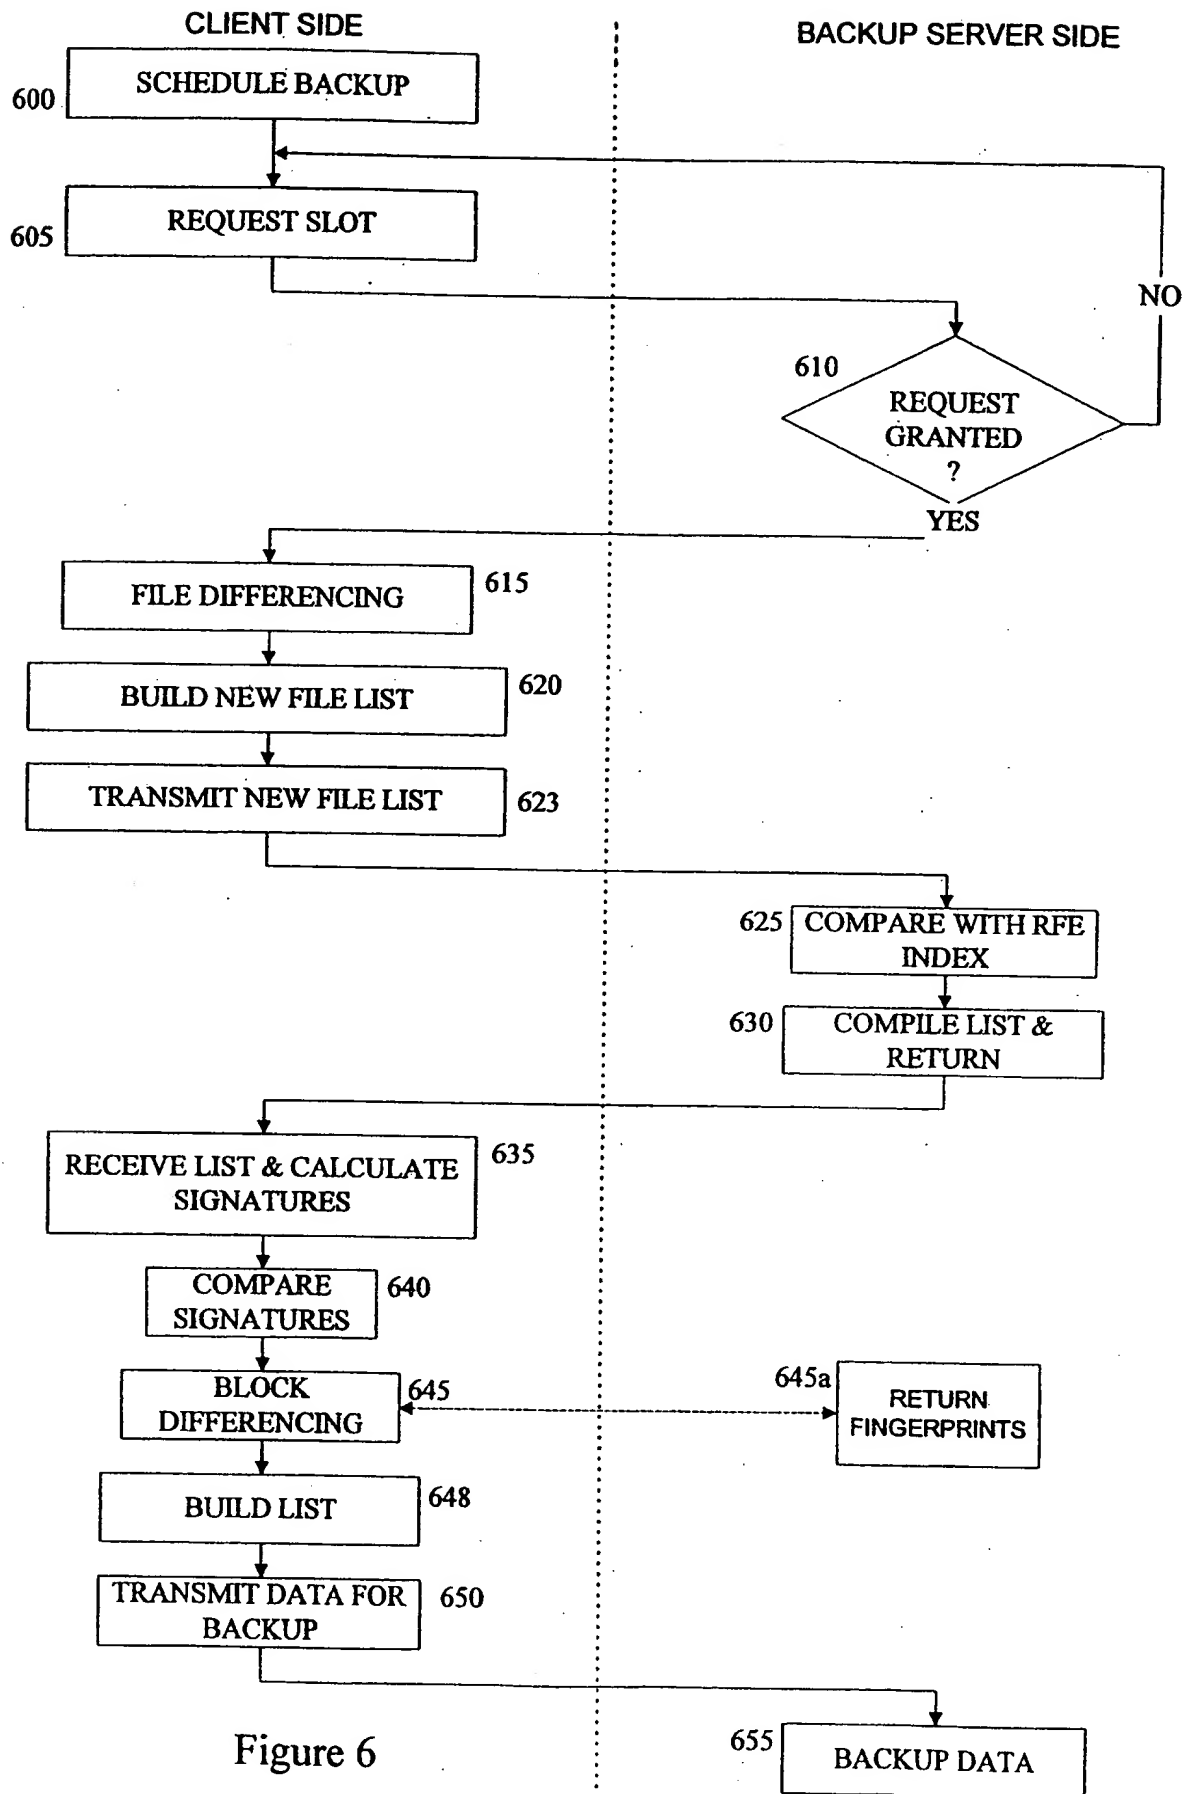 CLIENT SIDE
BACKUP SERVER SIDE
SCHEDULE BACKUP
600
REQUEST SLOT
605
NO
610
REQUEST
GRANTED
?
YES
FILE DIFFERENCING
615
BUILD NEW FILE LIST
620
TRANSMIT NEW FILE LIST
623
625
COMPARE WITH RFE
INDEX
630
COMPILE LIST &
RETURN
RECEIVE LIST & CALCULATE
SIGNATURES
635
COMPARE
SIGNATURES
640
BLOCK
DIFFERENCING
645
645a
RETURN
FINGERPRINTS
BUILD LIST
648
TRANSMIT DATA FOR
BACKUP
650
655
BACKUP DATA
Figure 6